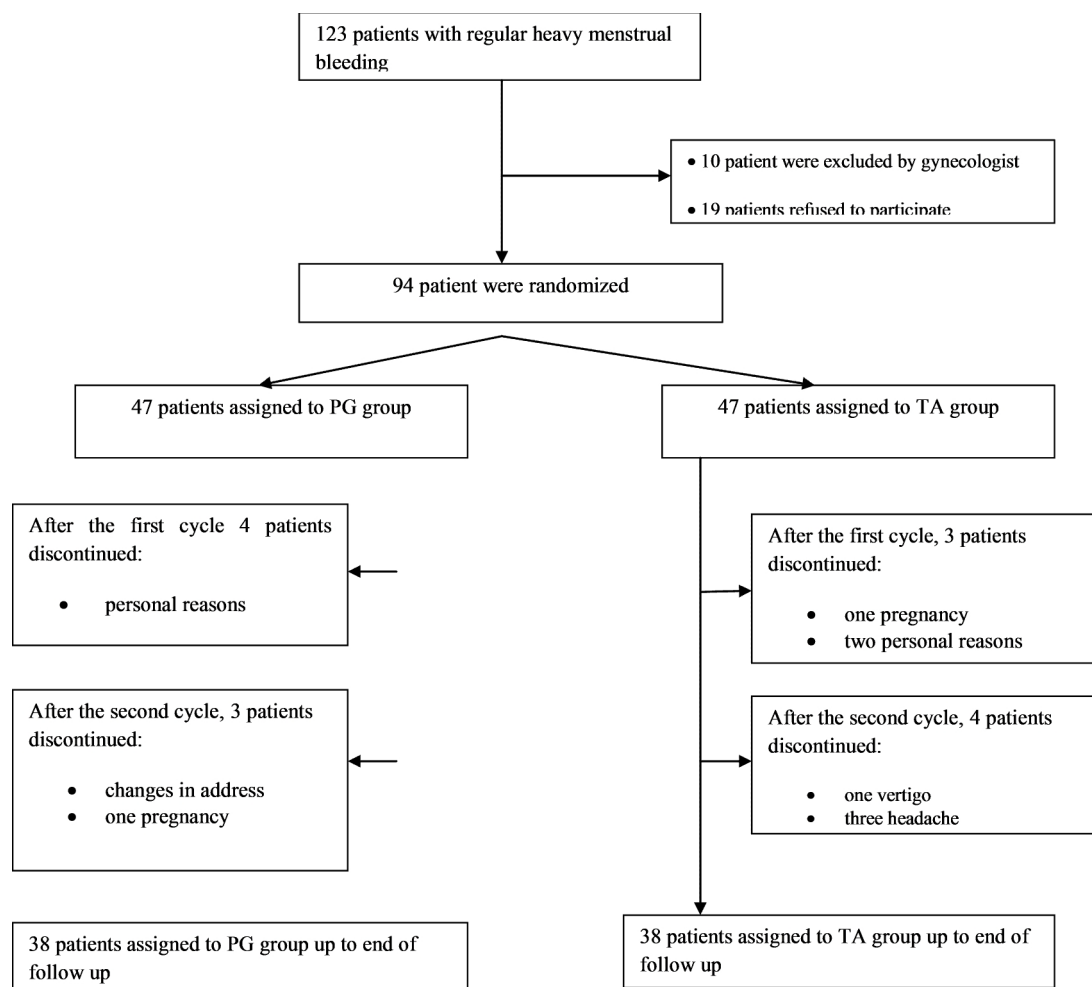 123 patients with regular heavy menstrual
bleeding
• 10 patient were excluded by gynecologist
• 19 patients refused to participate
94 patient were randomized
47 patients assigned to PG group
47 patients assigned to TA group
After the first cycle 4 patients
discontinued:
• personal reasons
After the first cycle, 3 patients
discontinued:
• one pregnancy
• two personal reasons
After the second cycle, 3 patients
discontinued:
• changes in address
• one pregnancy
After the second cycle, 4 patients
discontinued:
• one vertigo
• three headache
38 patients assigned to PG group up to end of
follow up
38 patients assigned to TA group up to end of
follow up